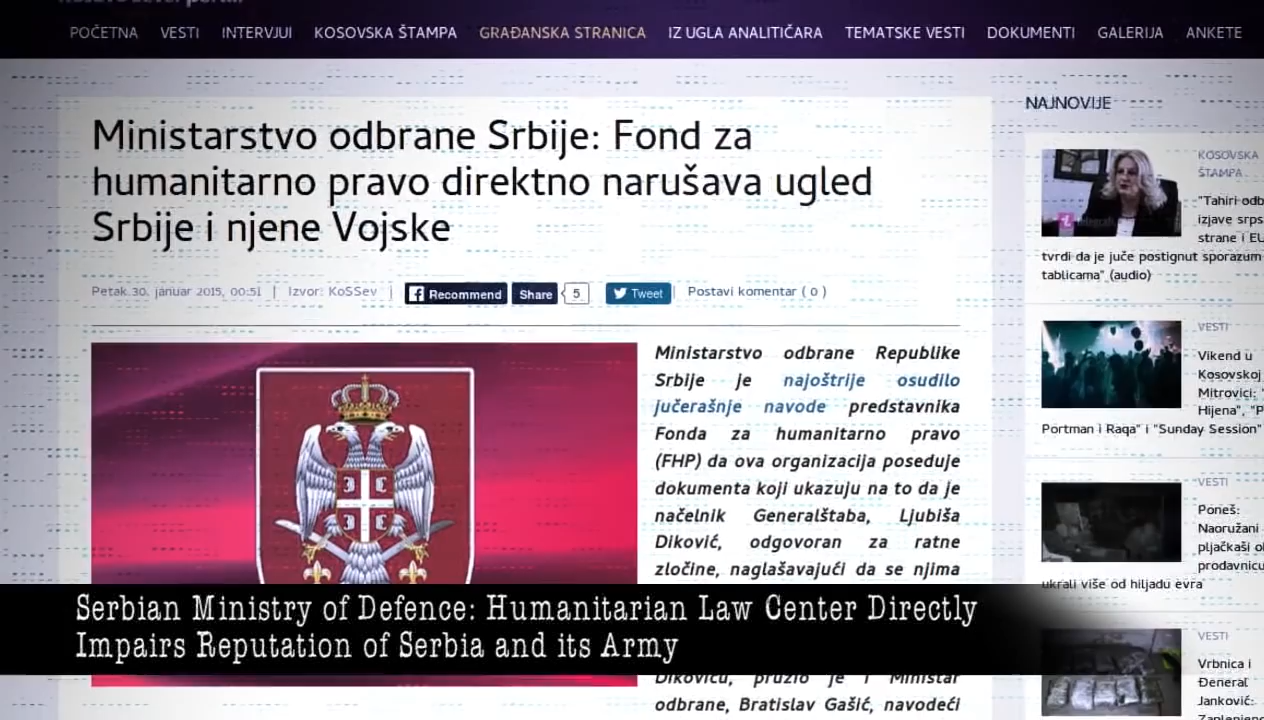 POČETNA VESTI INTERVJUI KOSOVSKA ŠTAMPA GRAĐANSKA STRANICA IZ UGLA ANALITIČARA TEMATSKE VESTI DOKUMENTI GALERIJA ANKETE
Ministarstvo odbrane Srbije: Fond za
humanitarno pravo direktno narušava ugled
Srbije i njene Vojske
Petak 30. januar 2015, 00:51 | Izvor: KoSSev | Recommend Share 5 Tweet | Postavi komentar ( 0 )
Ministarstvo odbrane Republike
Srbije je najoštrije osudilo
jučerašnje navode predstavnika
Fonda za humanitarno pravo
(FHP) da ova organizacija poseduje
dokumenta koji ukazuju na to da je
načelnik Generalštaba, Ljubiša
Diković, odgovoran za ratne
zločine, naglašavajući da se njima
Dikoviću, pružio je i Ministar
odbrane, Bratislav Gašić, navodeći
NAJNOVIJE
KOSOVSKA
ŠTAMPA
"Tahiri odb
izjave srps
strane i EU
tvrdi da je juče postignut sporazum
tablicama" (audio)
VESTI
Vikend u
Kosovskoj
Mitrovici: "
Hijena", "P
Portman i Raqa" i "Sunday Session"
VESTI
Poneš:
Naoružani
pljačkaši ol
prodavnicu
ukrali više od hiljadu evra
VESTI
Vrbnica i
Đeneral
Janković:
Serbian Ministry of Defence: Humanitarian Law Center Directly
Impairs Reputation of Serbia and its Army